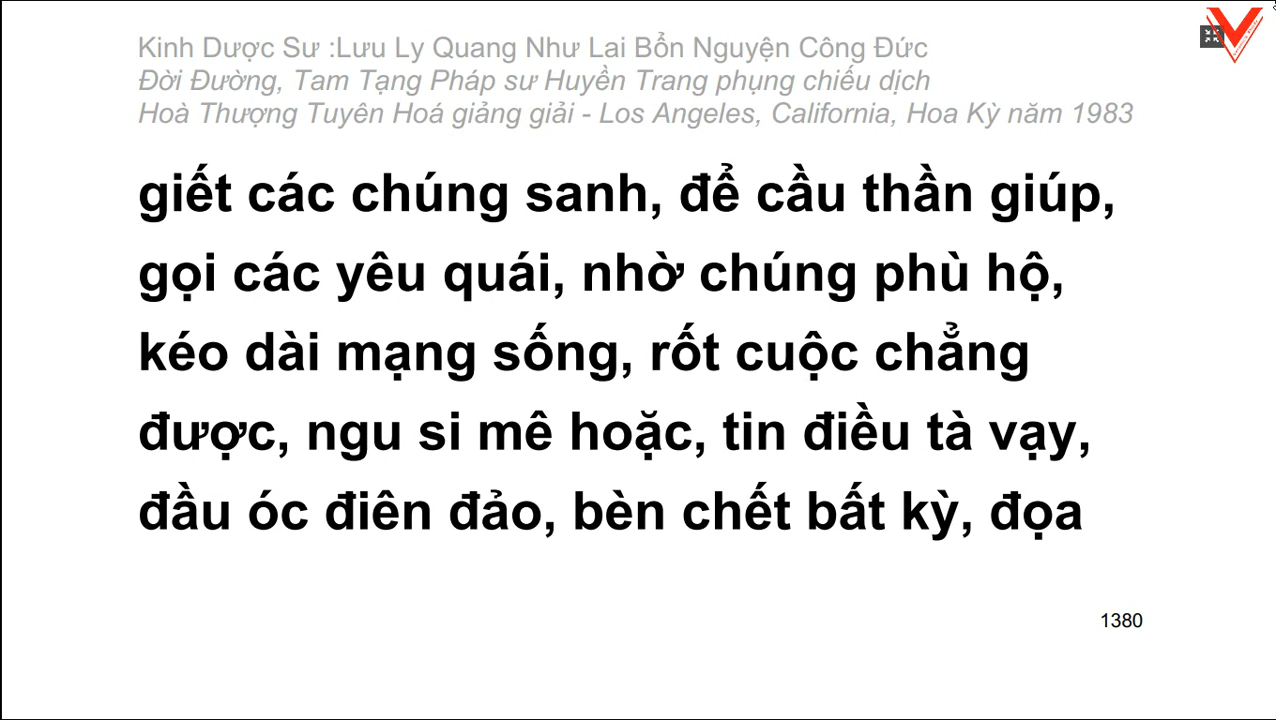 Kinh Dược Sư :Lưu Ly Quang Như Lai Bổn Nguyện Công Đức
Đời Đường, Tam Tạng Pháp sư Huyền Trang phụng chiếu dịch
Hoà Thượng Tuyên Hoá giảng giải - Los Angeles, California, Hoa Kỳ năm 1983
giết các chúng sanh, để cầu thần giúp,
gọi các yêu quái, nhờ chúng phù hộ,
kéo dài mạng sống, rốt cuộc chẳng
được, ngu si mê hoặc, tin điều tà vạy,
đầu óc điên đảo, bèn chết bất kỳ, đọa
1380